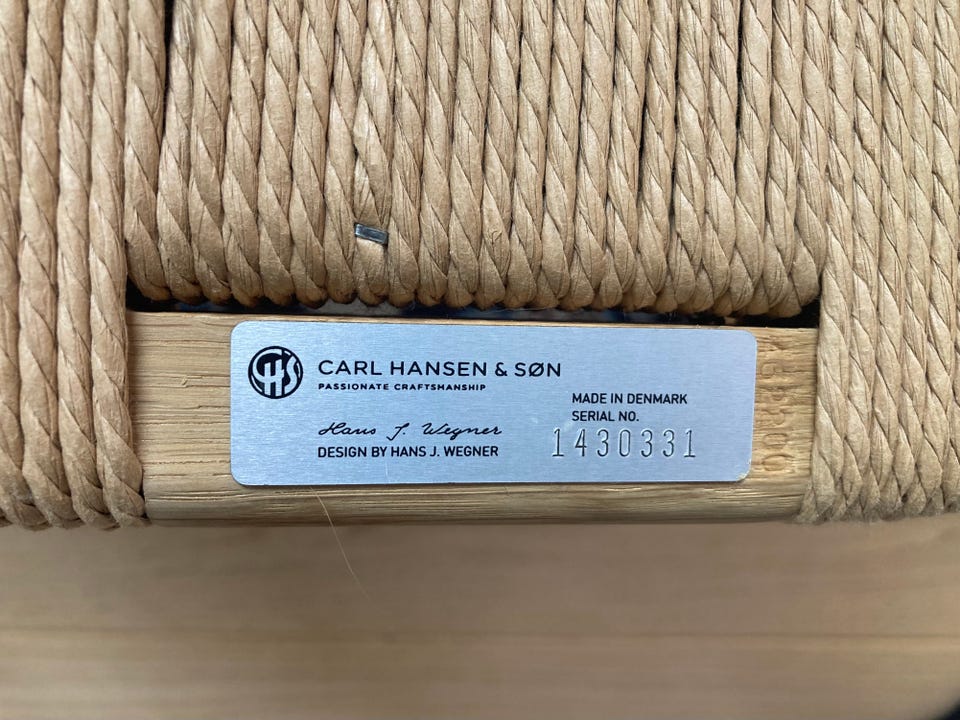 CHS
CARL HANSEN & SØN
PASSIONATE CRAFTSMANSHIP
Hans J. Wegner
DESIGN BY HANS J. WEGNER
MADE IN DENMARK
SERIAL NO.
1430331